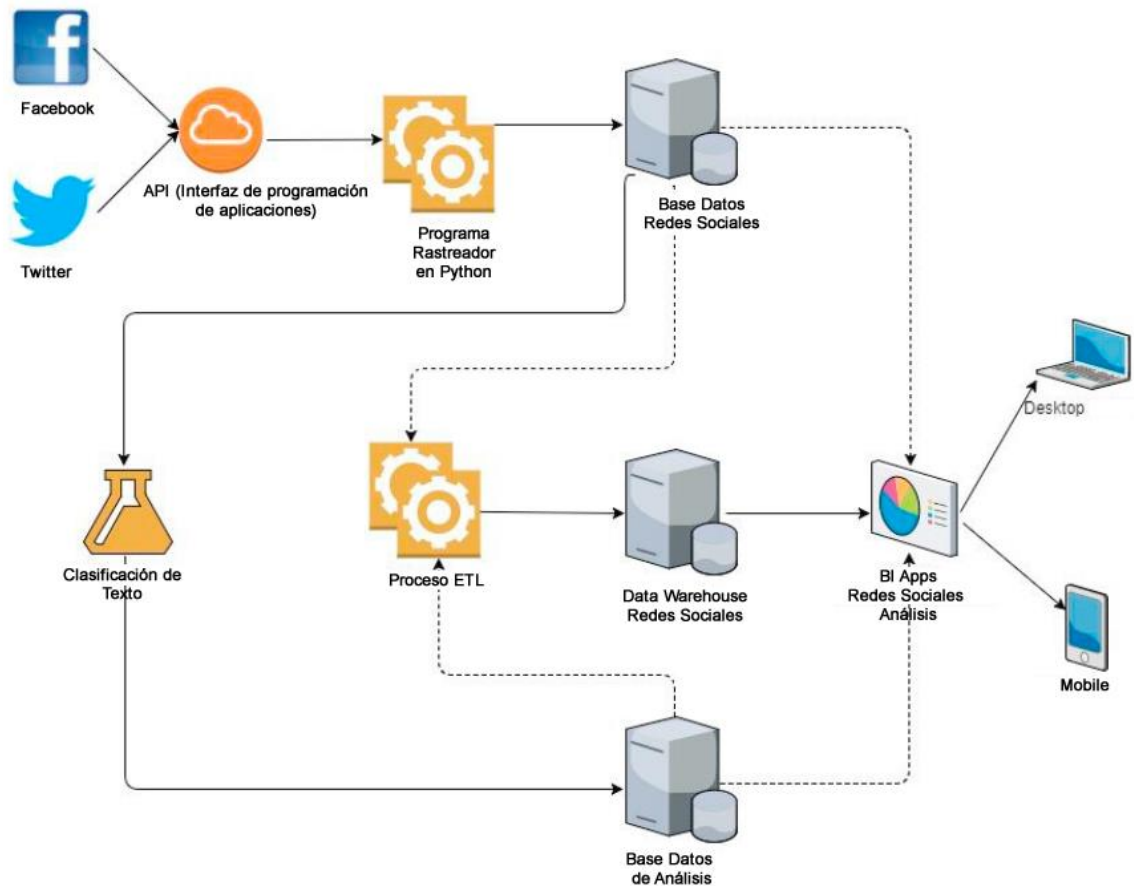 Facebook
API (Interfaz de programación
de aplicaciones)
Twitter
Programa
Rastreador
en Python
Base Datos
Redes Sociales
Desktop
Clasificación de
Texto
Proceso ETL
Data Warehouse
Redes Sociales
BI Apps
Redes Sociales
Análisis
Mobile
Base Datos
de Análisis